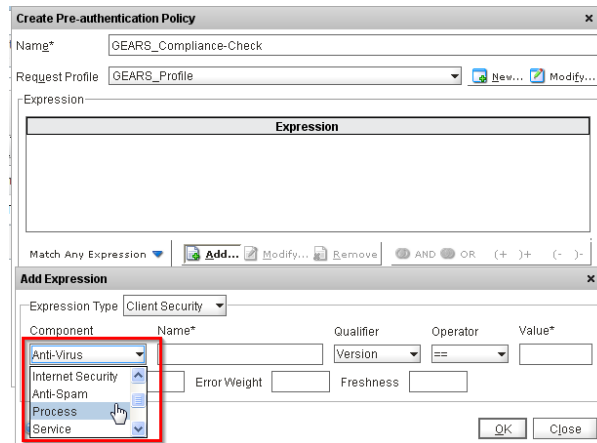 Create Pre-authentication Policy x
Name* GEARS_Compliance-Check
Request Profile GEARS_Profile New... Modify...
Expression
Expression
Match Any Expression Add... Modify... Remove AND OR (+ )+ (- )-
Add Expression x
Expression Type Client Security
Component Name* Qualifier Operator Value*
Anti-Virus Version ==
Internet Security
Error Weight Freshness
Anti-Spam
Process
Service
OK Close